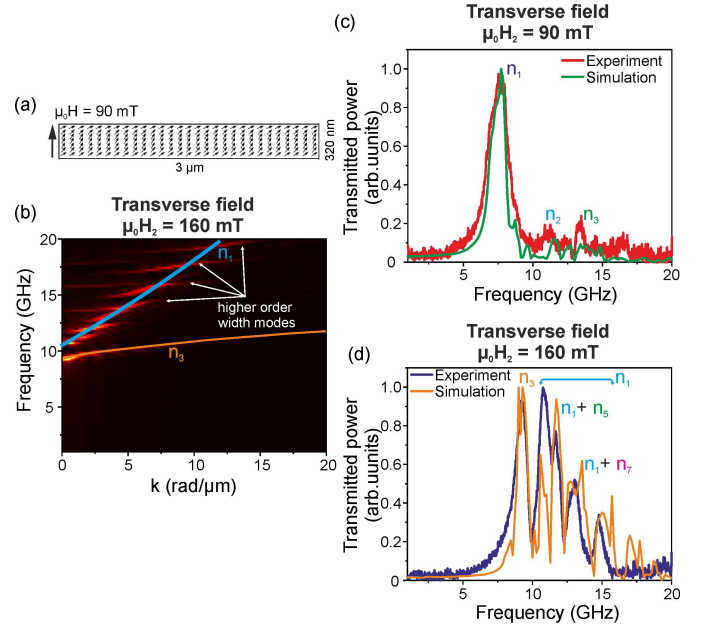 (a)
μ₀H = 90 mT
320 nm
3 μm
(b)
Transverse field
μ₀H₂ = 160 mT
20
15
10
5
Frequency (GHz)
n₁
higher order
width modes
n₃
0
5
10
15
20
k (rad/μm)
(c)
Transverse field
μ₀H₂ = 90 mT
Experiment
Simulation
n₁
n₂
n₃
1.0
0.8
0.6
0.4
0.2
0
Transmitted power
(arb.uunits)
5
10
15
20
Frequency (GHz)
(d)
Transverse field
μ₀H₂ = 160 mT
Experiment
Simulation
n₃
n₁
n₁+ n₅
n₁+ n₇
1.0
0.8
0.6
0.4
0.2
0
Transmitted power
(arb.uunits)
5
10
15
20
Frequency (GHz)